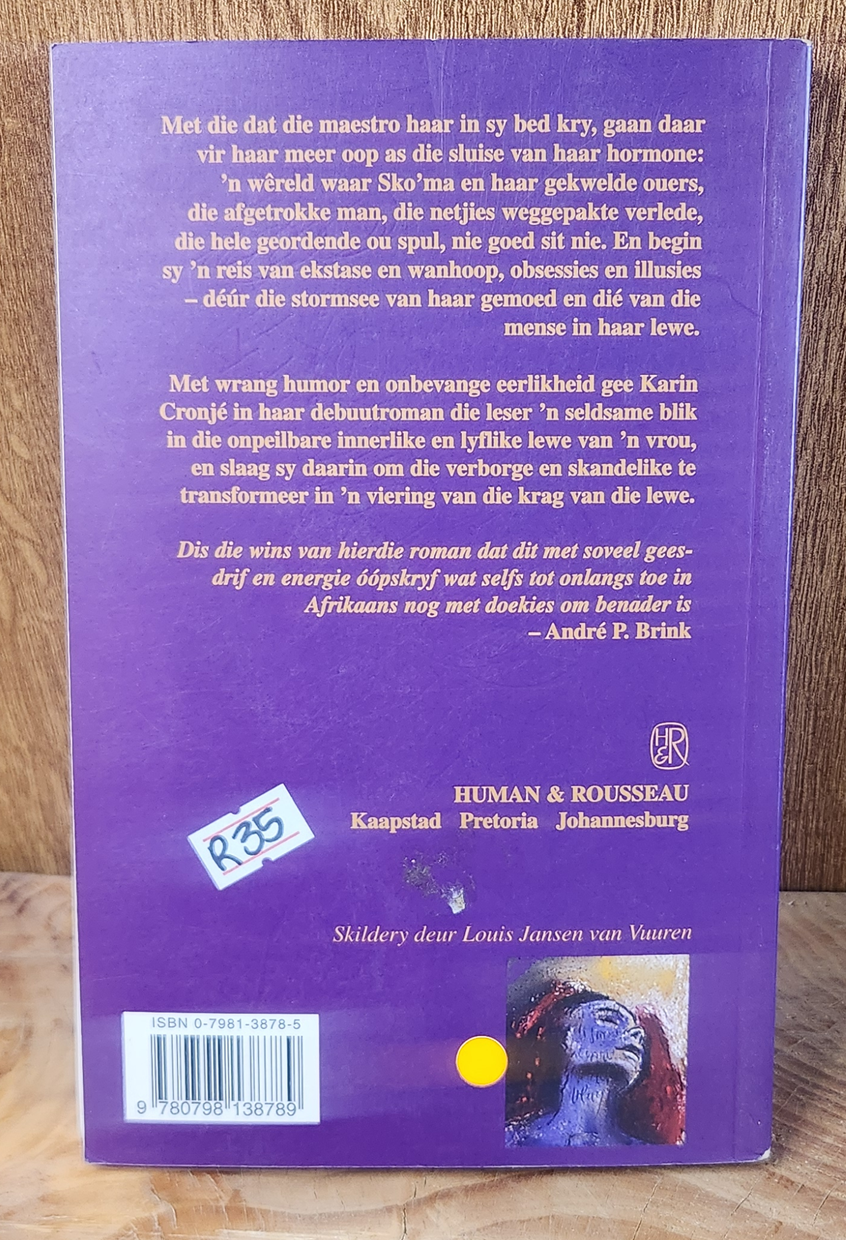 Met die dat die maestro haar in sy bed kry, gaan daar
vir haar meer oop as die sluise van haar hormone:
’n wêreld waar Sko’ma en haar gekwelde ouers,
die afgetrokke man, die netjies weggepakte verlede,
die hele geordende ou spul, nie goed sit nie. En begin
sy ’n reis van ekstase en wanhoop, obsessies en illusies
– déúr die stormsee van haar gemoed en dié van die
mense in haar lewe.
Met wrang humor en onbevange eerlikheid gee Karin
Cronjé in haar debuutroman die leser ’n seldsame blik
in die onpeilbare innerlike en lyflike lewe van ’n vrou,
en slaag sy daarin om die verborge en skandelike te
transformeer in ’n viering van die krag van die lewe.
Dis die wins van hierdie roman dat dit met soveel gees-
drif en energie óópskryf wat selfs tot onlangs toe in
Afrikaans nog met doekies om benader is
– André P. Brink
H&R
HUMAN & ROUSSEAU
Kaapstad Pretoria Johannesburg
R35
Skildery deur Louis Jansen van Vuuren
ISBN 0-7981-3878-5
9 780798 138789